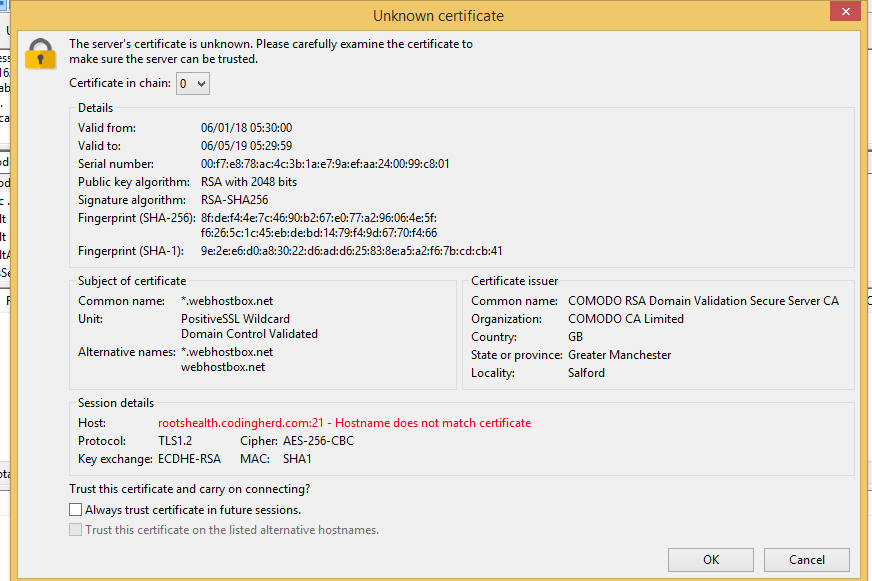 Unknown certificate
The server's certificate is unknown. Please carefully examine the certificate to
make sure the server can be trusted.
Certificate in chain: 0
Details
Valid from: 06/01/18 05:30:00
Valid to: 06/05/19 05:29:59
Serial number: 00:f7:e8:78:ac:4c:3b:1a:e7:9a:ef:aa:24:00:99:c8:01
Public key algorithm: RSA with 2048 bits
Signature algorithm: RSA-SHA256
Fingerprint (SHA-256): 8f:de:f4:4e:7c:46:90:b2:67:e0:77:a2:96:06:4e:5f:
f6:26:5c:1c:45:eb:de:bd:14:79:f4:9d:67:70:f4:66
Fingerprint (SHA-1): 9e:2e:e6:d0:a8:30:22:d6:ad:d6:25:83:8e:a5:a2:f6:7b:cd:cb:41
Subject of certificate
Common name: *.webhostbox.net
Unit: PositiveSSL Wildcard
Domain Control Validated
Alternative names: *.webhostbox.net
webhostbox.net
Certificate issuer
Common name: COMODO RSA Domain Validation Secure Server CA
Organization: COMODO CA Limited
Country: GB
State or province: Greater Manchester
Locality: Salford
Session details
Host: rootshealth.codingherd.com:21 - Hostname does not match certificate
Protocol: TLS1.2 Cipher: AES-256-CBC
Key exchange: ECDHE-RSA MAC: SHA1
Trust this certificate and carry on connecting?
Always trust certificate in future sessions.
Trust this certificate on the listed alternative hostnames.
OK Cancel